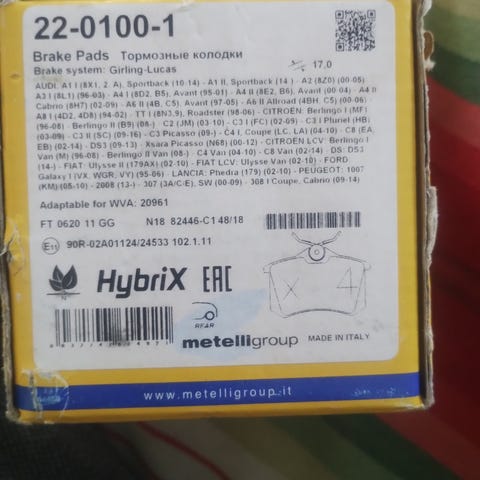 22-0100-1
Brake Pads Тормозные колодки
Brake system: Girling-Lucas
17,0
AUDI: A1 I (8X1, 2. A), Sportback (10-14) - A1 II, Sportback (14 ) - A2 (8Z0) (00-05)
A3 I (8L1) (96-03) - A4 I (8D2, B5), Avant (95-01) - A4 II (8E2, B6), Avant (00-04) - A4 II
Cabrio (8H7) (02-09) - A6 II (4B, C5), Avant (97-05) - A6 II Allroad (4BH, C5) (00-06)
A8 I (4D2, 4D8) (94-02) - TT I (8N3,9), Roadster (98-06) - CITROËN: Berlingo I (MF)
(96-08) - Berlingo II (B9) (08-) - C2 (JM) (03-10) - C3 I (FC) (02-09) - C3 I Pluriel (HB)
(03-09) - C3 II (SC) (09-16) - C3 Picasso (09-) - C4 I, Coupe (LC, LA) (04-10) - C8 (EA,
EB) (02-14) - DS3 (09-13) - Xsara Picasso (N68) (00-12) - CITROËN LCV: Berlingo I
Van (M) (96-08) - Berlingo II Van (08-) - C4 Van (04-10) - C8 Van (02-14) - DS: DS3
(14-) - FIAT: Ulysse II (179AX) (02-10) - FIAT LCV: Ulysse Van (02-10) - FORD:
Galaxy I (VX, WGR, VY) (95-06) - LANCIA: Phedra (179) (02-10) - PEUGEOT: 1007
(KM) (05-10) - 2008 (13-) - 307 (3A/C/E), SW (00-09) - 308 I Coupe, Cabrio (09-14)
Adaptable for WVA: 20961
FT 0620 11 GG N18 82446-C1 48/18
E11 90R-02A01124/24533 102.1.11
N
HybriX EAC
X 4
REAR
metelligroup MADE IN ITALY
www.metelligroup.it